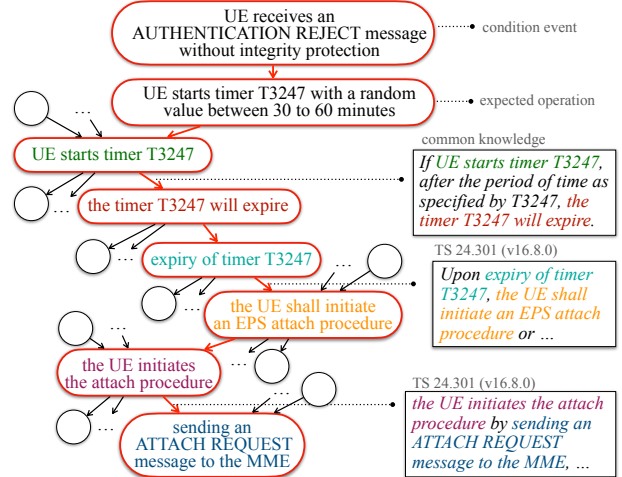 UE receives an
AUTHENTICATION REJECT message
without integrity protection
condition event
UE starts timer T3247 with a random
value between 30 to 60 minutes
expected operation
...
UE starts timer T3247
...
common knowledge
If UE starts timer T3247,
after the period of time as
specified by T3247, the
timer T3247 will expire.
the timer T3247 will expire
...
expiry of timer T3247
...
...
TS 24.301 (v16.8.0)
Upon expiry of timer
T3247, the UE shall
initiate an EPS attach
procedure or ...
the UE shall initiate
an EPS attach procedure
...
...
the UE initiates
the attach procedure
...
...
TS 24.301 (v16.8.0)
the UE initiates the attach
procedure by sending an
ATTACH REQUEST
message to the MME, ...
sending an
ATTACH REQUEST
message to the MME